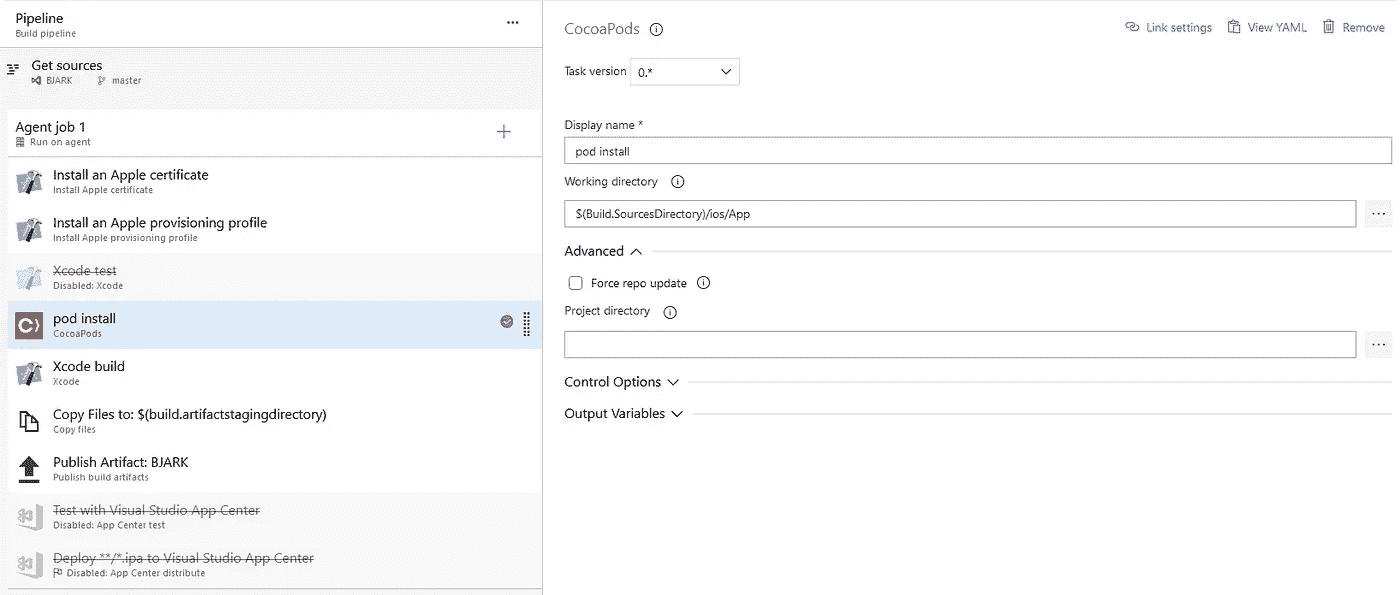 Pipeline
...
Build pipeline
Get sources
BJARK master
Agent job 1
Run on agent
Install an Apple certificate
Install Apple certificate
Install an Apple provisioning profile
Install Apple provisioning profile
Xcode test
Disabled: Xcode
pod install
CocoaPods
Xcode build
Xcode
Copy Files to: $(build.artifactstagingdirectory)
Copy files
Publish Artifact: BJARK
Publish build artifacts
Test with Visual Studio App Center
Disabled: App Center test
Deploy **/*.ipa to Visual Studio App Center
Disabled: App Center distribute
CocoaPods
Link settings View YAML Remove
Task version 0.*
Display name *
pod install
Working directory
$(Build.SourcesDirectory)/ios/App
...
Advanced
Force repo update
Project directory
...
Control Options
Output Variables